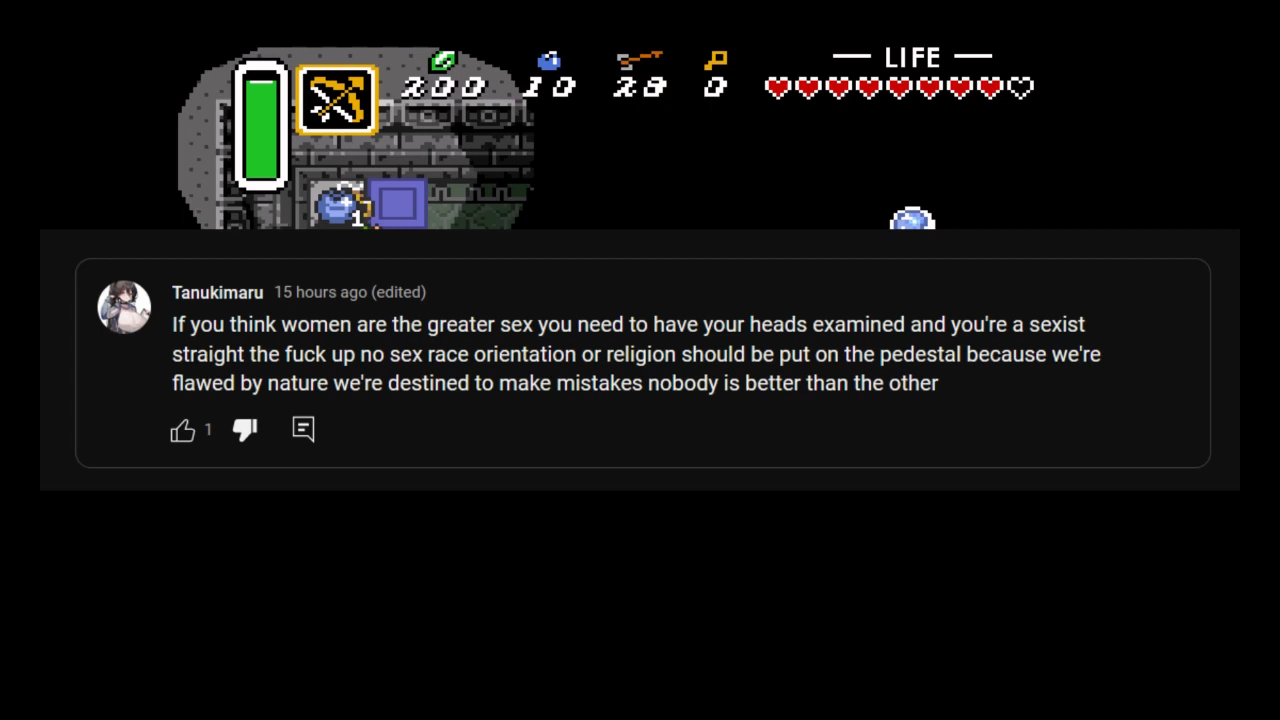 — LIFE —
200 10 28 0
1
Tanukimaru 15 hours ago (edited)
If you think women are the greater sex you need to have your heads examined and you're a sexist
straight the fuck up no sex race orientation or religion should be put on the pedestal because we're
flawed by nature we're destined to make mistakes nobody is better than the other
1